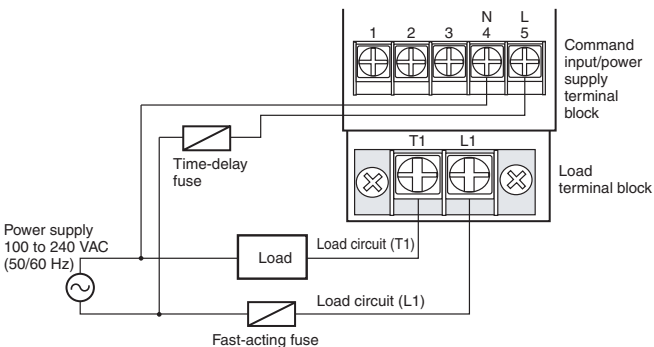 N L
1 2 3 4 5
Command
input/power
supply
terminal
block
T1 L1
Time-delay
fuse
Load
terminal block
Power supply
100 to 240 VAC
(50/60 Hz)
Load
Load circuit (T1)
Load circuit (L1)
Fast-acting fuse